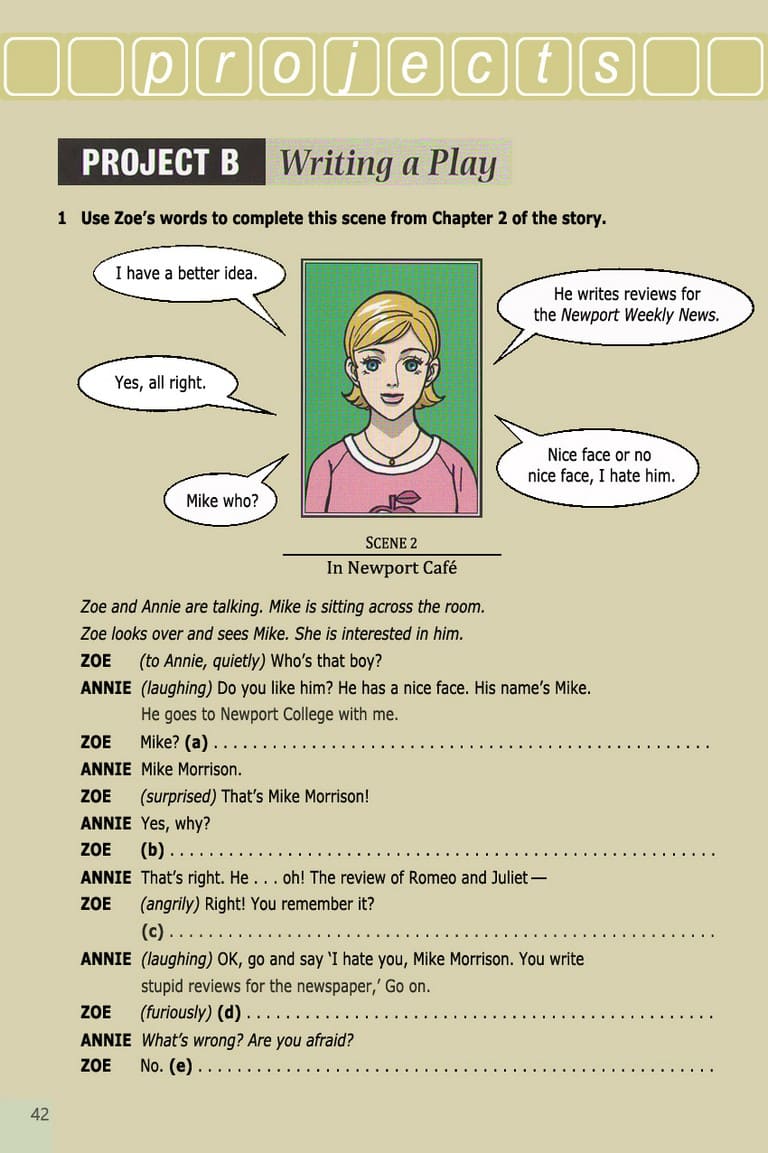 projects
PROJECT B Writing a Play
1 Use Zoe's words to complete this scene from Chapter 2 of the story.
I have a better idea.
He writes reviews for
the Newport Weekly News.
Yes, all right.
Nice face or no
nice face, I hate him.
Mike who?
SCENE 2
In Newport Café
Zoe and Annie are talking. Mike is sitting across the room.
Zoe looks over and sees Mike. She is interested in him.
ZOE (to Annie, quietly) Who's that boy?
ANNIE (laughing) Do you like him? He has a nice face. His name's Mike.
He goes to Newport College with me.
ZOE Mike? (a) . . . . . . . . . . . . . . . . . . . . . . . . . . . . . . . . . . . . . . . . . . . . . . . . . . .
ANNIE Mike Morrison.
ZOE (surprised) That's Mike Morrison!
ANNIE Yes, why?
ZOE (b) . . . . . . . . . . . . . . . . . . . . . . . . . . . . . . . . . . . . . . . . . . . . . . . . . . . . . . . .
ANNIE That's right. He . . . oh! The review of Romeo and Juliet —
ZOE (angrily) Right! You remember it?
(c) . . . . . . . . . . . . . . . . . . . . . . . . . . . . . . . . . . . . . . . . . . . . . . . . . . . . . . . .
ANNIE (laughing) OK, go and say ‘I hate you, Mike Morrison. You write
stupid reviews for the newspaper,’ Go on.
ZOE (furiously) (d) . . . . . . . . . . . . . . . . . . . . . . . . . . . . . . . . . . . . . . . . . . . . . . . .
ANNIE What's wrong? Are you afraid?
ZOE No. (e) . . . . . . . . . . . . . . . . . . . . . . . . . . . . . . . . . . . . . . . . . . . . . . . . . . . . .
42